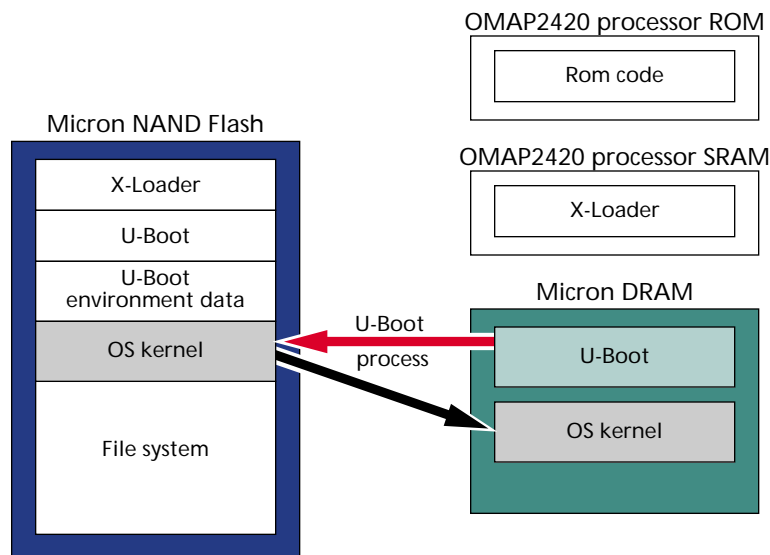 OMAP2420 processor ROM
Rom code
Micron NAND Flash
X-Loader
U-Boot
U-Boot
environment data
OS kernel
File system
OMAP2420 processor SRAM
X-Loader
U-Boot
process
Micron DRAM
U-Boot
OS kernel